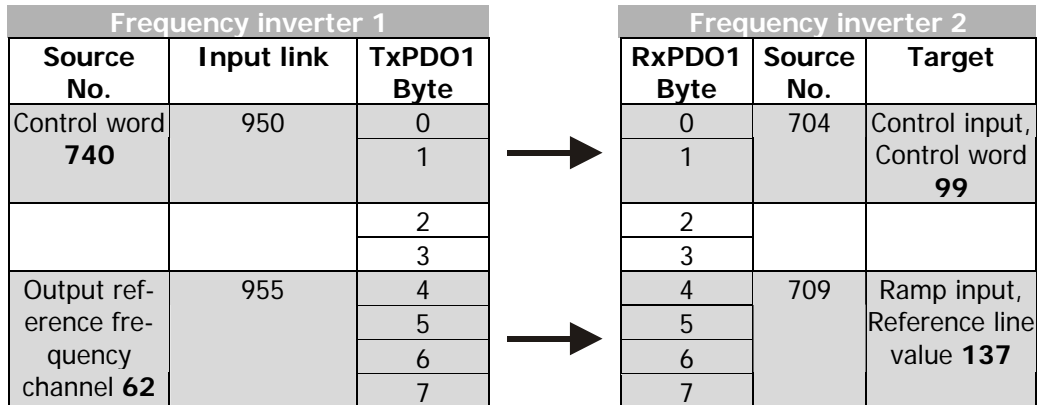 Frequency inverter 1
Source No. Input link TxPDO1 Byte
Control word 740 950 0
1
2
3
Output ref-
erence fre-
quency
channel 62 955 4
5
6
7
Frequency inverter 2
RxPDO1 Byte Source No. Target
0 704 Control input,
1 Control word
99
2
3
4 709 Ramp input,
5 Reference line
6 value 137
7